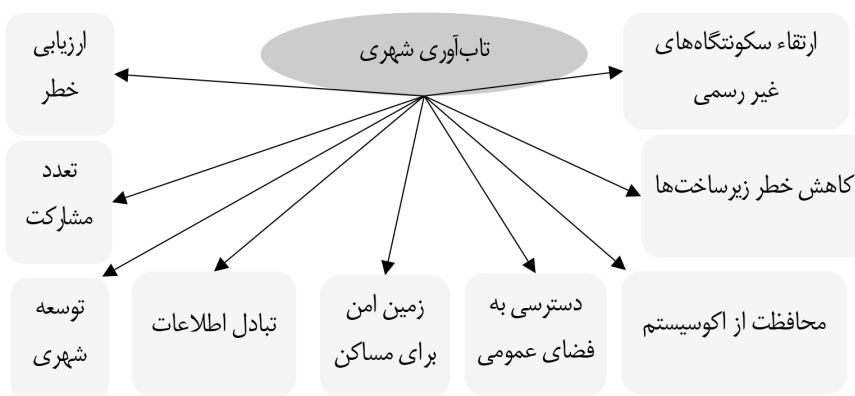 تاب‌آوری شهری
ارتقاء سکونتگاه‌های
غیر رسمی
ارزیابی
خطر
کاهش خطر زیرساخت‌ها
تعدد
مشارکت
محافظت از اکوسیستم
دسترسی به
فضای عمومی
زمین امن
برای مساکن
تبادل اطلاعات
توسعه
شهری